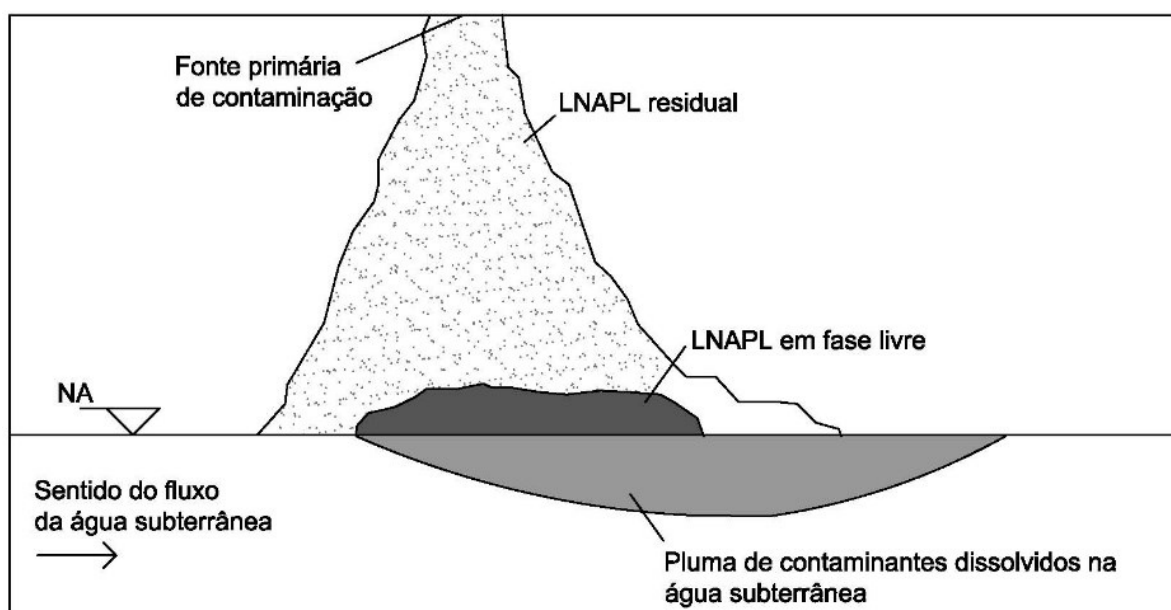 Fonte primária
de contaminação
LNAPL residual
LNAPL em fase livre
NA
Sentido do fluxo
da água subterrânea
Pluma de contaminantes dissolvidos na
água subterrânea